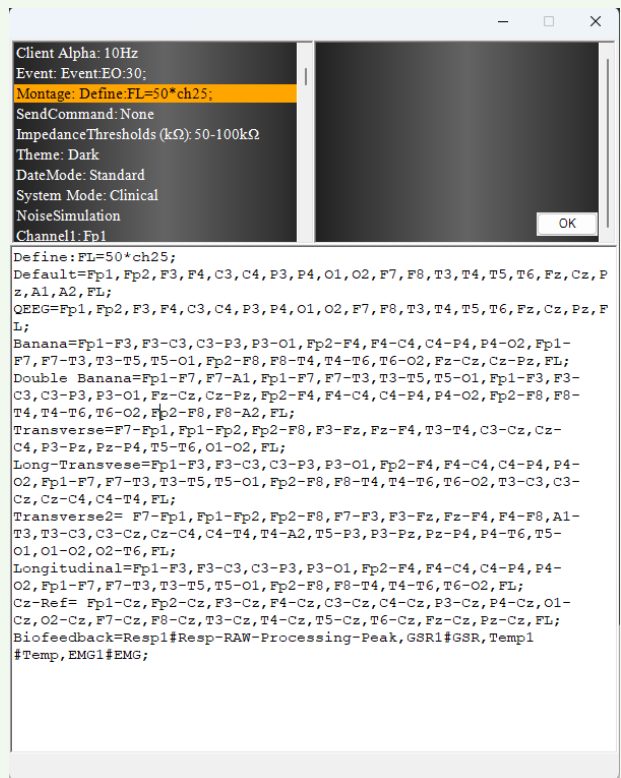 Client Alpha: 10Hz
Event: Event:EO:30;
Montage: Define:FL=50*ch25;
SendCommand: None
ImpedanceThresholds (kΩ): 50-100kΩ
Theme: Dark
DateMode: Standard
System Mode: Clinical
NoiseSimulation
Channel1: Fp1
OK
Define:FL=50*ch25;
Default=Fp1,Fp2,F3,F4,C3,C4,P3,P4,O1,O2,F7,F8,T3,T4,T5,T6,Fz,Cz,P
z,A1,A2,FL;
QEEG=Fp1,Fp2,F3,F4,C3,C4,P3,P4,O1,O2,F7,F8,T3,T4,T5,T6,Fz,Cz,Pz,F
L;
Banana=Fp1-F3,F3-C3,C3-P3,P3-O1,Fp2-F4,F4-C4,C4-P4,P4-O2,Fp1-
F7,F7-T3,T3-T5,T5-O1,Fp2-F8,F8-T4,T4-T6,T6-O2,Fz-Cz,Cz-Pz,FL;
Double Banana=Fp1-F7,F7-A1,Fp1-F7,F7-T3,T3-T5,T5-O1,Fp1-F3,F3-
C3,C3-P3,P3-O1,Fz-Cz,Cz-Pz,Fp2-F4,F4-C4,C4-P4,P4-O2,Fp2-F8,F8-
T4,T4-T6,T6-O2,Fp2-F8,F8-A2,FL;
Transverse=F7-Fp1,Fp1-Fp2,Fp2-F8,F3-Fz,Fz-F4,T3-T4,C3-Cz,Cz-
C4,P3-Pz,Pz-P4,T5-T6,O1-O2,FL;
Long-Transvese=Fp1-F3,F3-C3,C3-P3,P3-O1,Fp2-F4,F4-C4,C4-P4,P4-
O2,Fp1-F7,F7-T3,T3-T5,T5-O1,Fp2-F8,F8-T4,T4-T6,T6-O2,T3-C3,C3-
Cz,Cz-C4,C4-T4,FL;
Transverse2= F7-Fp1,Fp1-Fp2,Fp2-F8,F7-F3,F3-Fz,Fz-F4,F4-F8,A1-
T3,T3-C3,C3-Cz,Cz-C4,C4-T4,T4-A2,T5-P3,P3-Pz,Pz-P4,P4-T6,T5-
O1,O1-O2,O2-T6,FL;
Longitudinal=Fp1-F3,F3-C3,C3-P3,P3-O1,Fp2-F4,F4-C4,C4-P4,P4-
O2,Fp1-F7,F7-T3,T3-T5,T5-O1,Fp2-F8,F8-T4,T4-T6,T6-O2,FL;
Cz-Ref= Fp1-Cz,Fp2-Cz,F3-Cz,F4-Cz,C3-Cz,C4-Cz,P3-Cz,P4-Cz,O1-
Cz,O2-Cz,F7-Cz,F8-Cz,T3-Cz,T4-Cz,T5-Cz,T6-Cz,Fz-Cz,Pz-Cz,FL;
Biofeedback=Resp1#Resp-RAW-Processing-Peak,GSR1#GSR,Temp1
#Temp,EMG1#EMG;